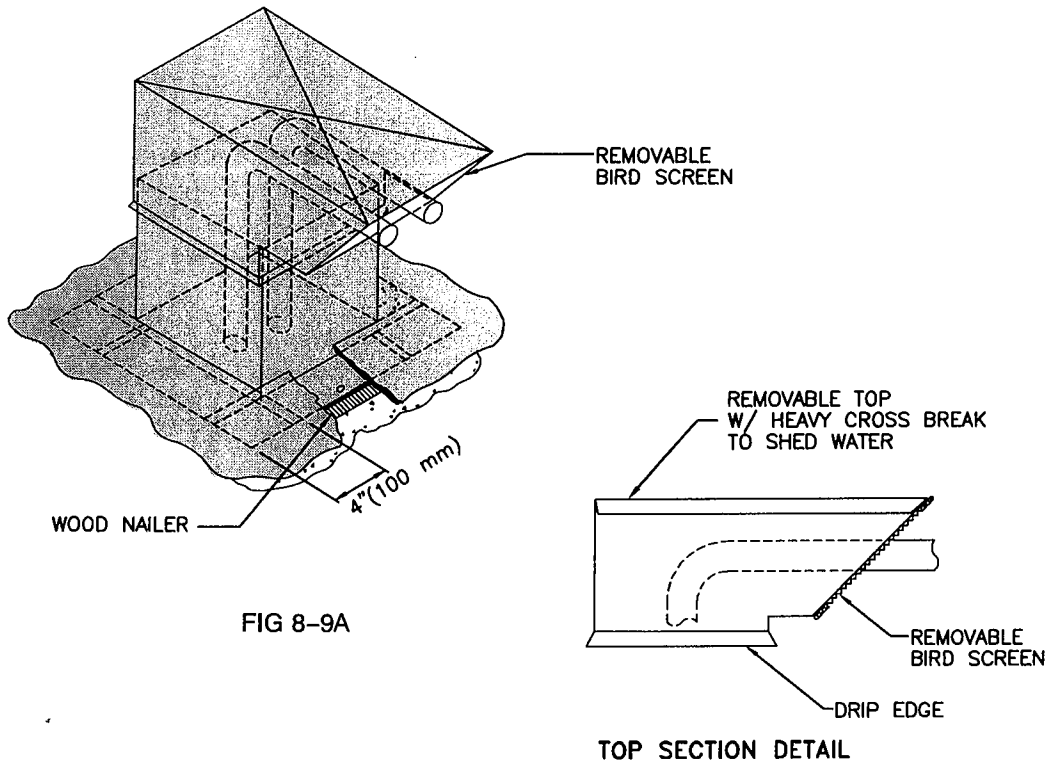 REMOVABLE
BIRD SCREEN
4"(100 mm)
WOOD NAILER
FIG 8-9A
REMOVABLE TOP
W/ HEAVY CROSS BREAK
TO SHED WATER
REMOVABLE
BIRD SCREEN
DRIP EDGE
TOP SECTION DETAIL